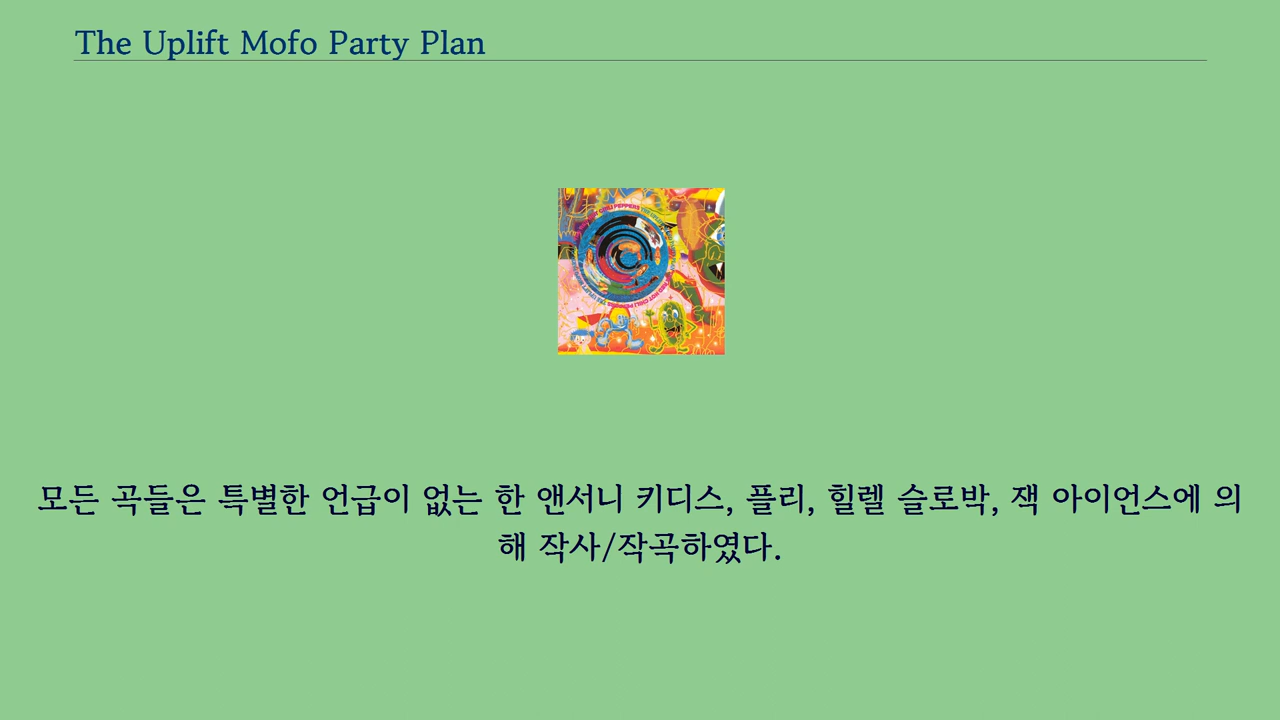 The Uplift Mofo Party Plan
모든 곡들은 특별한 언급이 없는 한 앤서니 키디스, 플리, 힐렐 슬로박, 잭 아이언스에 의
해 작사/작곡하였다.